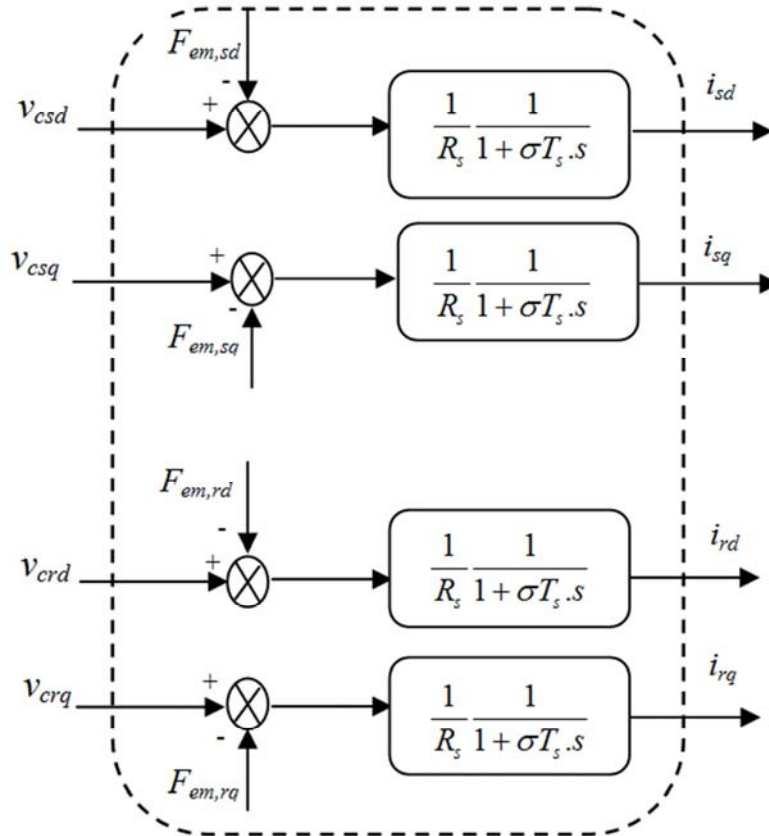 F_{em,sd}
-
v_{csd} + \frac{1}{R_s} \frac{1}{1 + \sigma T_s .s} i_{sd}
v_{csq} + \frac{1}{R_s} \frac{1}{1 + \sigma T_s .s} i_{sq}
-
F_{em,sq}
F_{em,rd}
-
v_{crd} + \frac{1}{R_s} \frac{1}{1 + \sigma T_s .s} i_{rd}
v_{crq} + \frac{1}{R_s} \frac{1}{1 + \sigma T_s .s} i_{rq}
-
F_{em,rq}